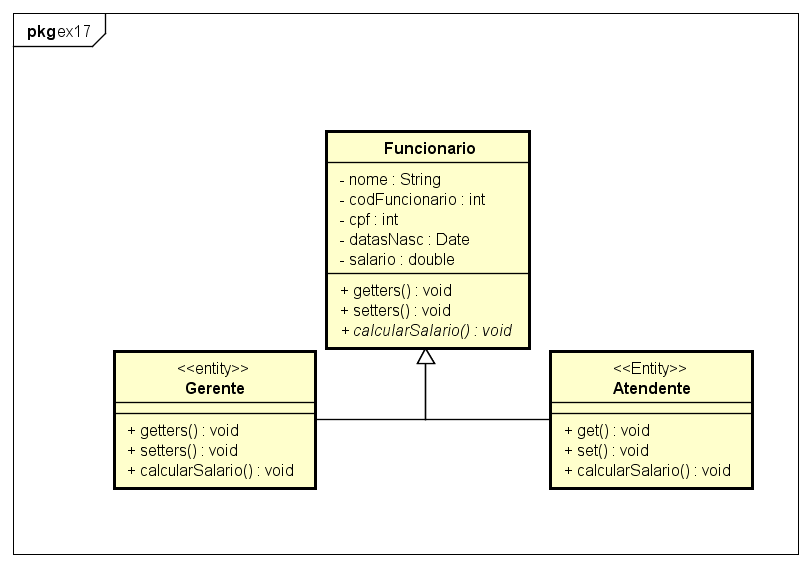 pkg ex17
Funcionario
- nome : String
- codFuncionario : int
- cpf : int
- datasNasc : Date
- salario : double
+ getters() : void
+ setters() : void
+ calcularSalario() : void
<<entity>>
Gerente
+ getters() : void
+ setters() : void
+ calcularSalario() : void
<<Entity>>
Atendente
+ get() : void
+ set() : void
+ calcularSalario() : void